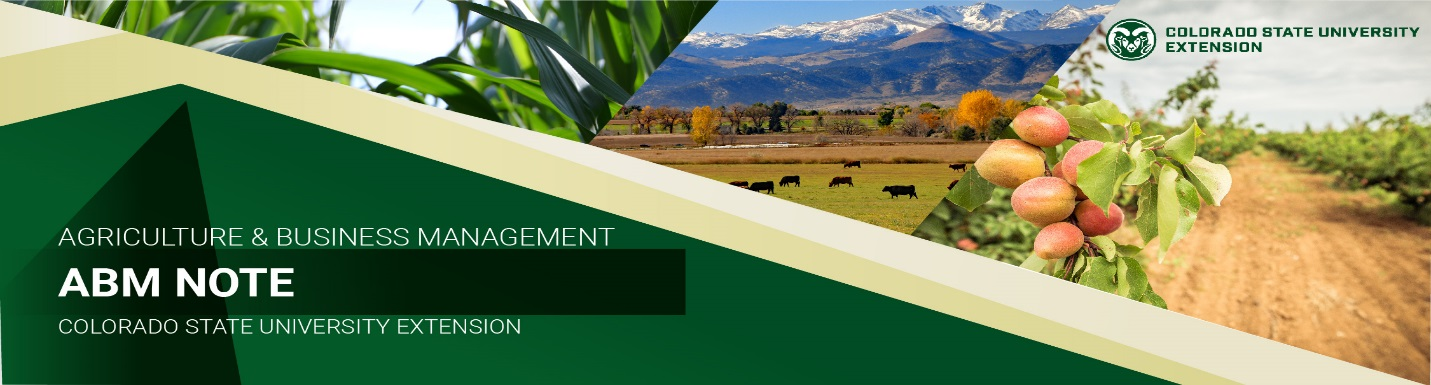 COLORADO STATE UNIVERSITY
EXTENSION
AGRICULTURE & BUSINESS MANAGEMENT
ABM NOTE
COLORADO STATE UNIVERSITY EXTENSION